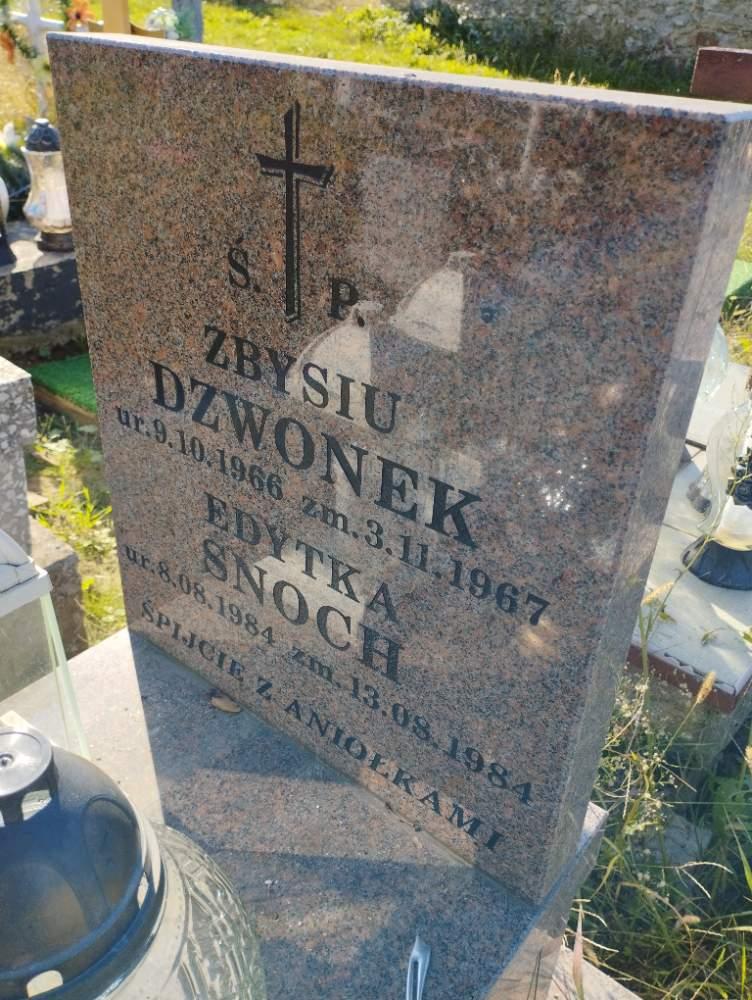 Ś. P.
ZBYSIU
DZWONEK
ur.9.10.1966 zm.3.11.1967
EDYTKA
SNOCH
ur.8.08.1984 zm.13.08.1984
ŚPIJCIE Z ANIOŁKAMI